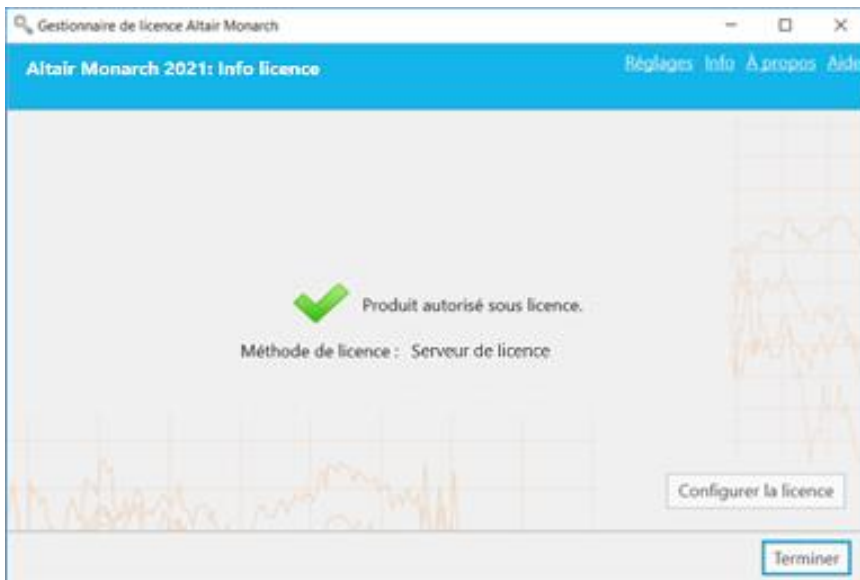 Gestionnaire de licence Altair Monarch
Altair Monarch 2021: Info licence
Réglages Info À propos Aide
Produit autorisé sous licence.
Méthode de licence : Serveur de licence
Configurer la licence
Terminer